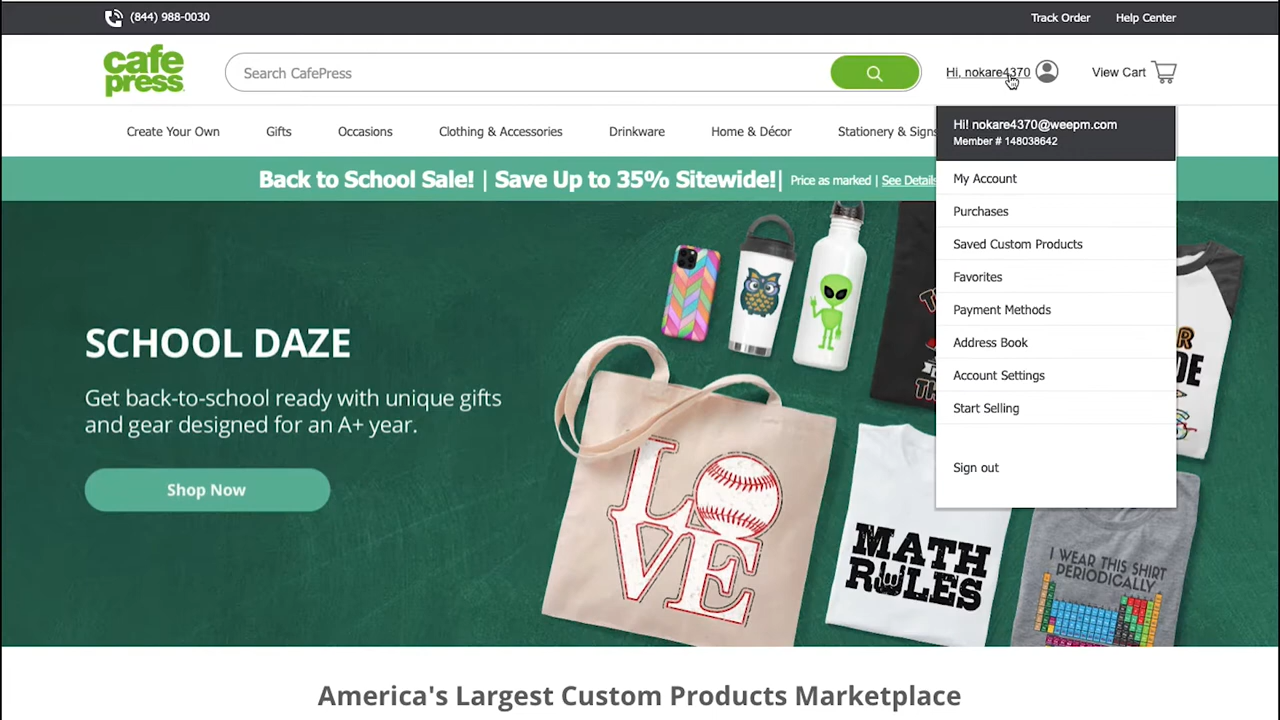 (844) 988-0030
Track Order
Help Center
cafe
press
Search CafePress
Hi, nokare4370
View Cart
Create Your Own
Gifts
Occasions
Clothing & Accessories
Drinkware
Home & Décor
Stationery & Signs
Hi! nokare4370@weepm.com
Member # 148038642
Back to School Sale! | Save Up to 35% Sitewide! | Price as marked | See Details
My Account
Purchases
Saved Custom Products
Favorites
Payment Methods
Address Book
Account Settings
Start Selling
Sign out
SCHOOL DAZE
Get back-to-school ready with unique gifts
and gear designed for an A+ year.
Shop Now
LO
VE
MATH
RULES
I WEAR THIS SHIRT
PERIODICALLY
America's Largest Custom Products Marketplace